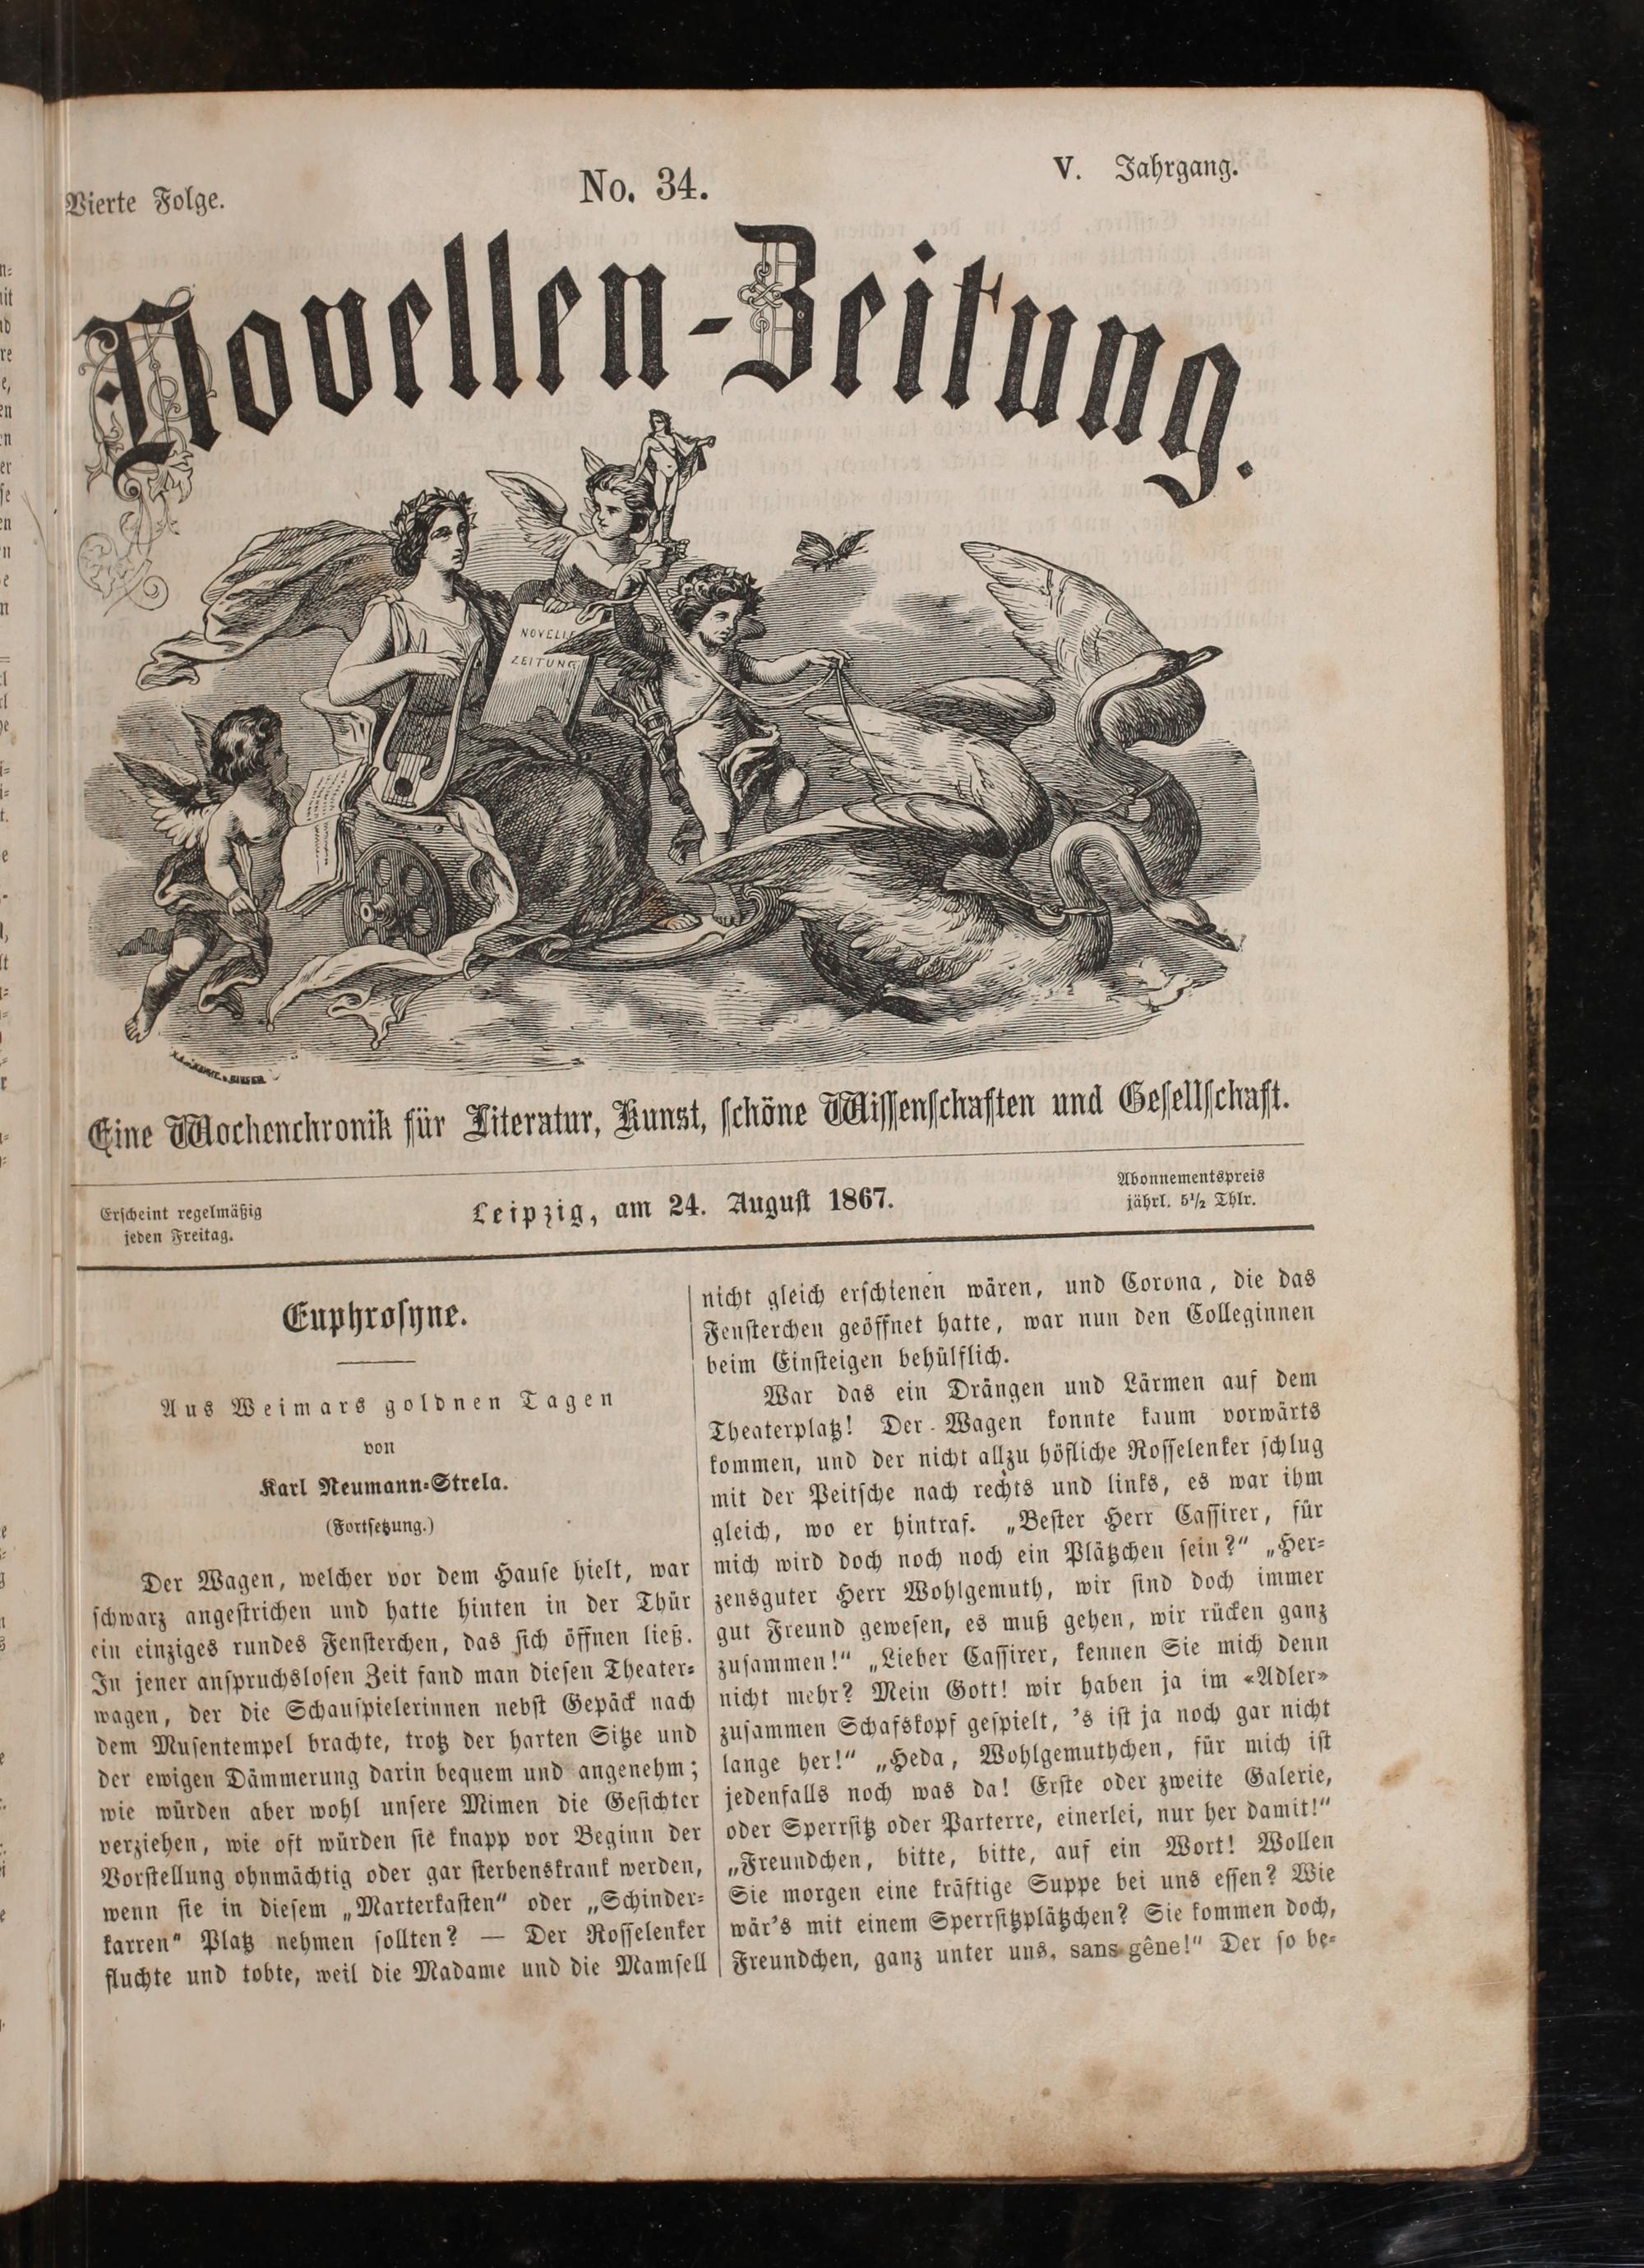 Vierte Folge.
No. 34.
V. Jahrgang.
Novellen-Zeitung.
NOVELLE
ZEITUNG
Eine Wochenchronik für Literatur, Kunst, schöne Wissenschaften und Gesellschaft.
Erscheint regelmäßig
jeden Freitag.
Leipzig, am 24. August 1867.
Abonnementspreis
jährl. 5½ Thlr.
Euphrosyne.
Aus Weimars goldnen Tagen
von
Karl Neumann-Strela.
(Fortsetzung.)
Der Wagen, welcher vor dem Hause hielt, war
schwarz angestrichen und hatte hinten in der Thür
ein einziges rundes Fensterchen, das sich öffnen ließ.
In jener anspruchslosen Zeit fand man diesen Theater-
wagen, der die Schauspielerinnen nebst Gepäck nach
dem Musentempel brachte, trotz der harten Sitze und
der ewigen Dämmerung darin bequem und angenehm;
wie würden aber wohl unsere Mimen die Gesichter
verziehen, wie oft würden sie knapp vor Beginn der
Vorstellung ohnmächtig oder gar sterbenskrank werden,
wenn sie in diesem „Marterkasten“ oder „Schinder-
karren“ Platz nehmen sollten? — Der Rosselenker
fluchte und tobte, weil die Madame und die Mamsell
nicht gleich erschienen wären, und Corona, die das
Fensterchen geöffnet hatte, war nun den Colleginnen
beim Einsteigen behülflich.
War das ein Drängen und Lärmen auf dem
Theaterplatz! Der Wagen konnte kaum vorwärts
kommen, und der nicht allzu höfliche Rosselenker schlug
mit der Peitsche nach rechts und links, es war ihm
gleich, wo er hintraf. „Bester Herr Cassirer, für
mich wird doch noch noch ein Plätzchen sein?“ „Her-
zensguter Herr Wohlgemuth, wir sind doch immer
gut Freund gewesen, es muß gehen, wir rücken ganz
zusammen!“ „Lieber Cassirer, kennen Sie mich denn
nicht mehr? Mein Gott! wir haben ja im «Adler»
zusammen Schafskopf gespielt, 's ist ja noch gar nicht
lange her!“ „Heda, Wohlgemuthchen, für mich ist
jedenfalls noch was da! Erste oder zweite Galerie,
oder Sperrsitz oder Parterre, einerlei, nur her damit!“
„Freundchen, bitte, bitte, auf ein Wort! Wollen
Sie morgen eine kräftige Suppe bei uns essen? Wie
wär's mit einem Sperrsitzplätzchen? Sie kommen doch,
Freundchen, ganz unter uns, sans gêne!“ Der so be-